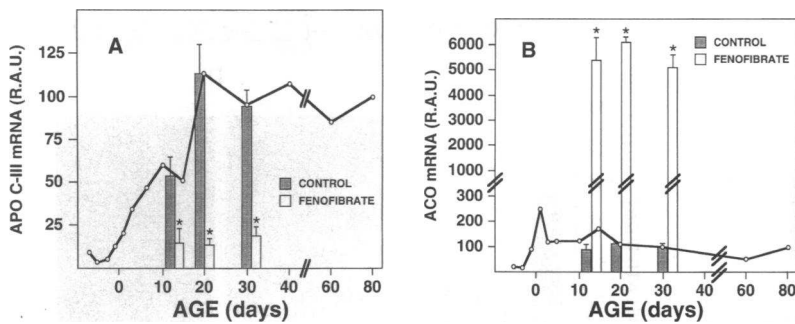 A
APO C-III mRNA (R.A.U.)
125
100
75
50
25
CONTROL
FENOFIBRATE
*
*
*
0 10 20 30 40 60 80
AGE (days)
B
ACO mRNA (R.A.U.)
6000
5000
4000
3000
2000
1000
300
200
100
CONTROL
FENOFIBRATE
*
*
*
0 10 20 30 40 60 80
AGE (days)